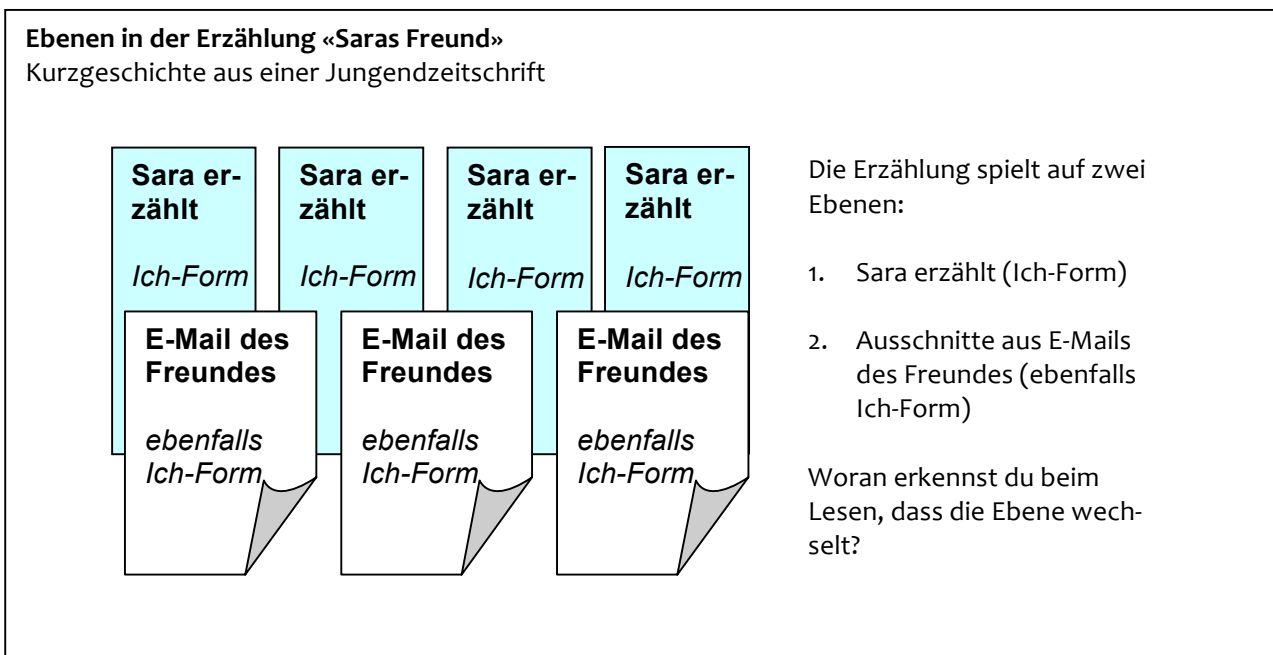 Ebenen in der Erzählung «Saras Freund»
Kurzgeschichte aus einer Jungendzeitschrift
Sara er-
zählt
Ich-Form
Sara er-
zählt
Ich-Form
Sara er-
zählt
Ich-Form
Sara er-
zählt
Ich-Form
E-Mail des
Freundes
ebenfalls
Ich-Form
E-Mail des
Freundes
ebenfalls
Ich-Form
E-Mail des
Freundes
ebenfalls
Ich-Form
Die Erzählung spielt auf zwei
Ebenen:
1. Sara erzählt (Ich-Form)
2. Ausschnitte aus E-Mails
des Freundes (ebenfalls
Ich-Form)
Woran erkennst du beim
Lesen, dass die Ebene wech-
selt?